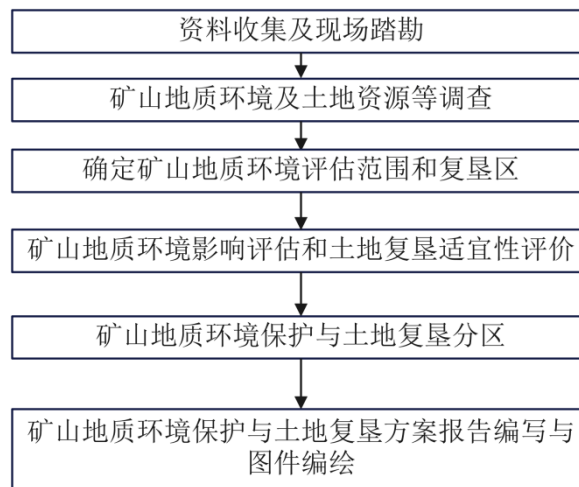 资料收集及现场踏勘
矿山地质环境及土地资源等调查
确定矿山地质环境评估范围和复垦区
矿山地质环境影响评估和土地复垦适宜性评价
矿山地质环境保护与土地复垦分区
矿山地质环境保护与土地复垦方案报告编写与
图件编绘